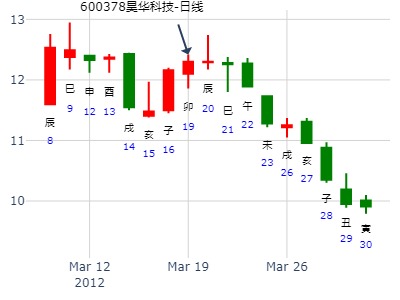 600378昊华科技-日线
13
12
11
10
辰
8
巳
9
申
12
酉
13
戌
14
亥
15
子
16
卯
19
辰
20
巳
21
午
22
未
23
戌
26
亥
27
子
28
丑
29
寅
30
Mar 12
2012
Mar 19
Mar 26